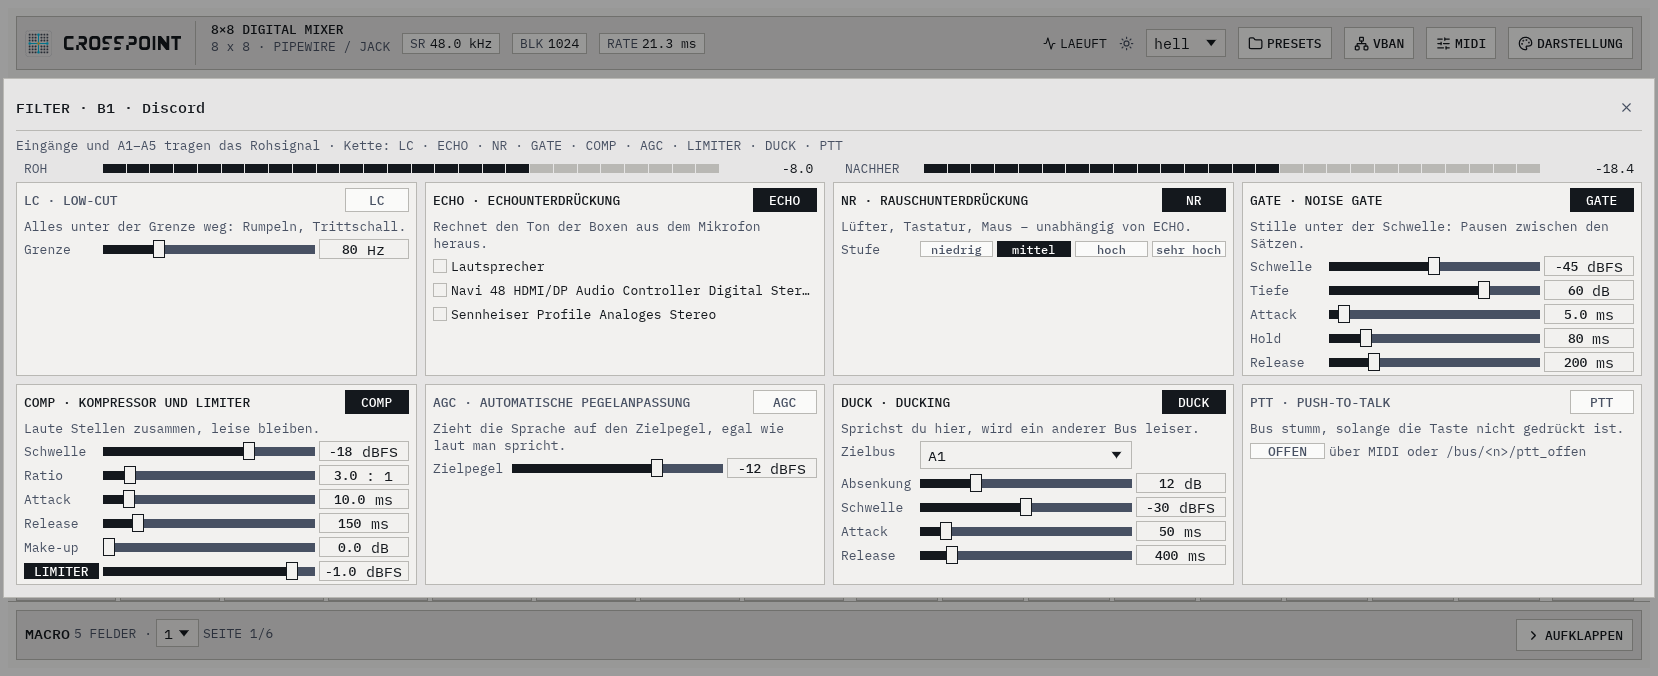 CROSSPOINT
8×8 DIGITAL MIXER
8 x 8 · PIPEWIRE / JACK
SR 48.0 kHz
BLK 1024
RATE 21.3 ms
LAEUFT
hell
PRESETS
VBAN
MIDI
DARSTELLUNG
FILTER · B1 · Discord
×
Eingänge und A1–A5 tragen das Rohsignal · Kette: LC · ECHO · NR · GATE · COMP · AGC · LIMITER · DUCK · PTT
ROH -8.0
NACHHER -18.4
LC · LOW-CUT
LC
Alles unter der Grenze weg: Rumpeln, Trittschall.
Grenze 80 Hz
ECHO · ECHOUNTERDRÜCKUNG
ECHO
Rechnet den Ton der Boxen aus dem Mikrofon
heraus.
Lautsprecher
Navi 48 HDMI/DP Audio Controller Digital Ster…
Sennheiser Profile Analoges Stereo
NR · RAUSCHUNTERDRÜCKUNG
NR
Lüfter, Tastatur, Maus – unabhängig von ECHO.
Stufe niedrig mittel hoch sehr hoch
GATE · NOISE GATE
GATE
Stille unter der Schwelle: Pausen zwischen den
Sätzen.
Schwelle -45 dBFS
Tiefe 60 dB
Attack 5.0 ms
Hold 80 ms
Release 200 ms
COMP · KOMPRESSOR UND LIMITER
COMP
Laute Stellen zusammen, leise bleiben.
Schwelle -18 dBFS
Ratio 3.0 : 1
Attack 10.0 ms
Release 150 ms
Make-up 0.0 dB
LIMITER -1.0 dBFS
AGC · AUTOMATISCHE PEGELANPASSUNG
AGC
Zieht die Sprache auf den Zielpegel, egal wie
laut man spricht.
Zielpegel -12 dBFS
DUCK · DUCKING
DUCK
Sprichst du hier, wird ein anderer Bus leiser.
Zielbus A1
Absenkung 12 dB
Schwelle -30 dBFS
Attack 50 ms
Release 400 ms
PTT · PUSH-TO-TALK
PTT
Bus stumm, solange die Taste nicht gedrückt ist.
OFFEN über MIDI oder /bus/<n>/ptt_offen
MACRO 5 FELDER · 1 SEITE 1/6
AUFKLAPPEN